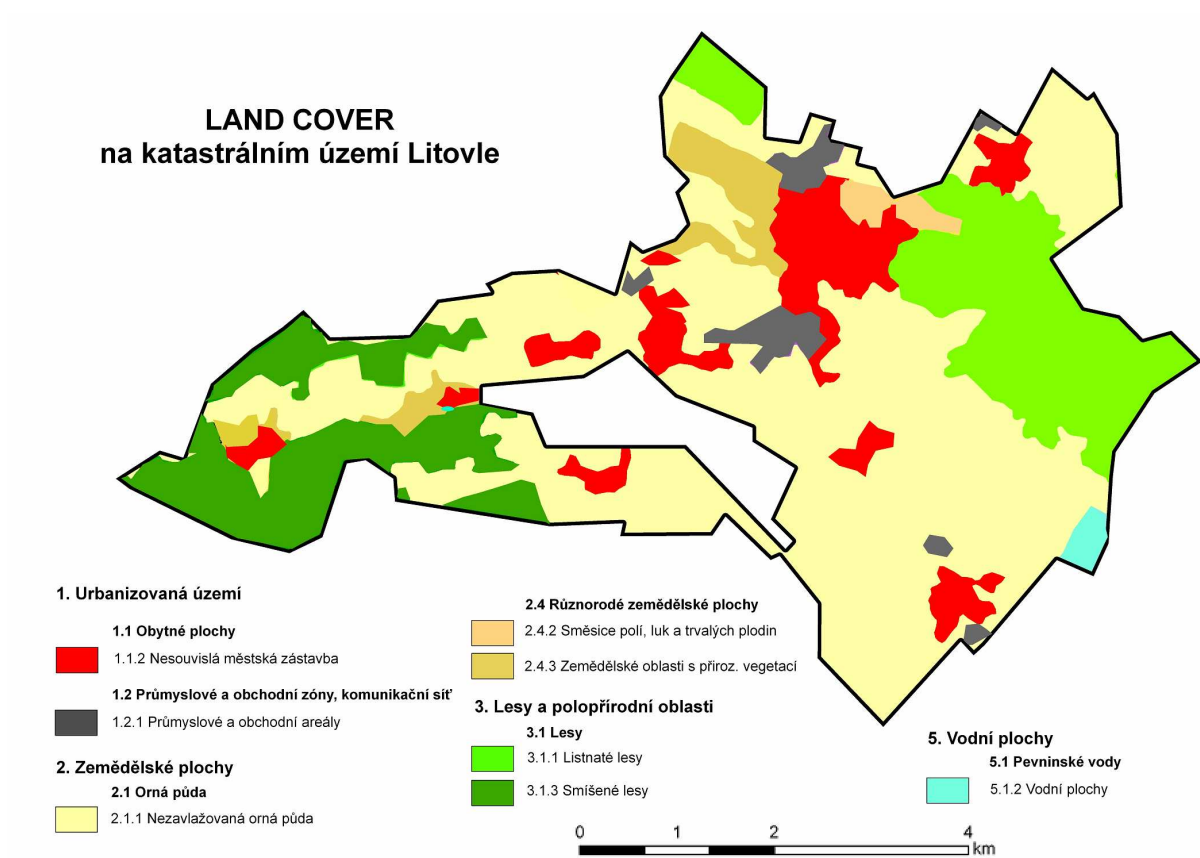 LAND COVER
na katastrálním území Litovle
1. Urbanizovaná území
1.1 Obytné plochy
1.1.2 Nesouvislá městská zástavba
1.2 Průmyslové a obchodní zóny, komunikační síť
1.2.1 Průmyslové a obchodní areály
2. Zemědělské plochy
2.1 Orná půda
2.1.1 Nezavlažovaná orná půda
2.4 Různorodé zemědělské plochy
2.4.2 Směsice polí, luk a trvalých plodin
2.4.3 Zemědělské oblasti s přiroz. vegetací
3. Lesy a polopřírodní oblasti
3.1 Lesy
3.1.1 Listnaté lesy
3.1.3 Smíšené lesy
5. Vodní plochy
5.1 Pevninské vody
5.1.2 Vodní plochy
0 1 2 4
km